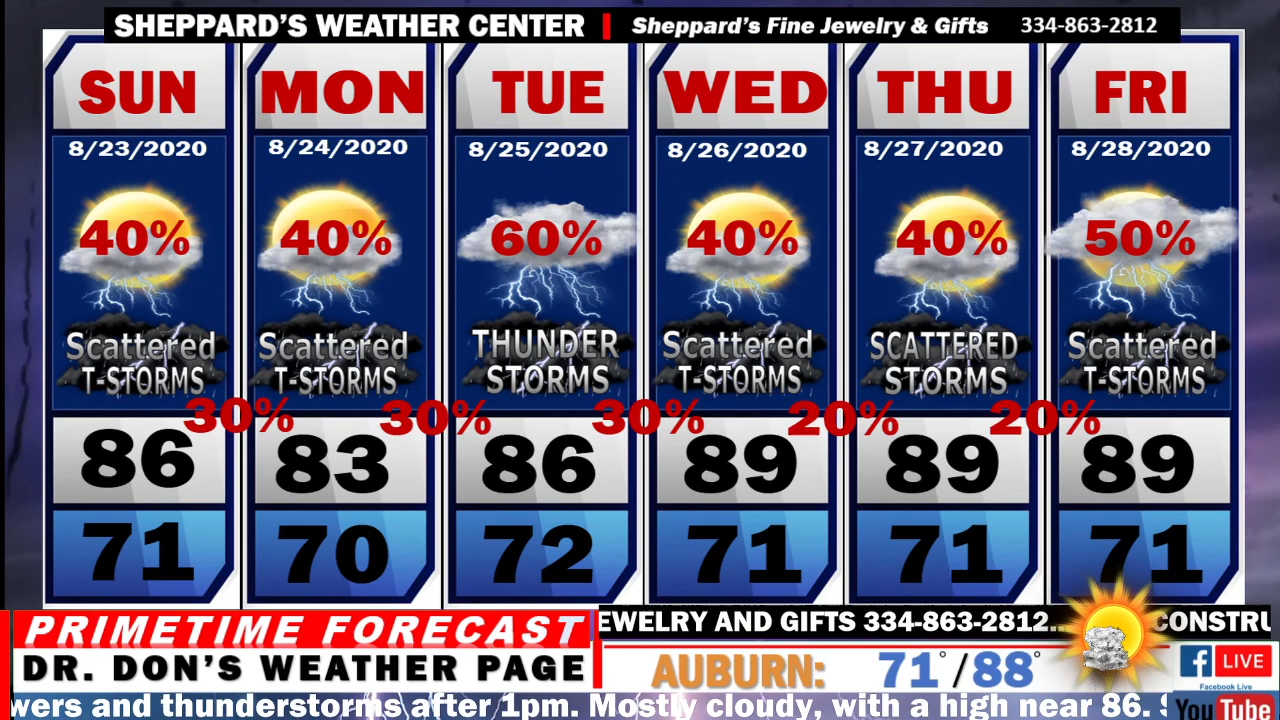 SHEPPARD'S WEATHER CENTER | Sheppard's Fine Jewelry & Gifts 334-863-2812
SUN MON TUE WED THU FRI
8/23/2020 8/24/2020 8/25/2020 8/26/2020 8/27/2020 8/28/2020
40% 40% 60% 40% 40% 50%
Scattered Scattered THUNDER Scattered SCATTERED Scattered
T-STORMS T-STORMS STORMS T-STORMS STORMS T-STORMS
30% 30% 30% 20% 20%
86 83 86 89 89 89
71 70 72 71 71 71
PRIMETIME FORECAST
DR. DON'S WEATHER PAGE
EWELRY AND GIFTS 334-863-2812.. CONSTRU
AUBURN: 71°/88°
f LIVE
Facebook Live
wers and thunderstorms after 1pm. Mostly cloudy, with a high near 86. S
YouTube